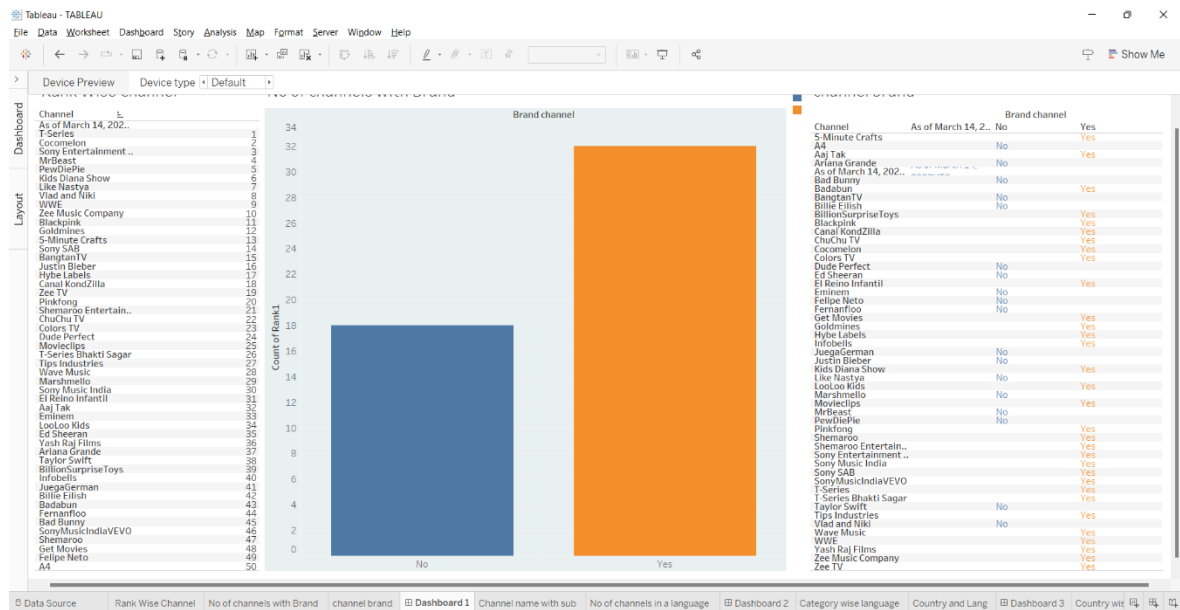 Tableau - TABLEAU
File Data Worksheet Dashboard Story Analysis Map Format Server Window Help
Show Me
Device Preview Device type Default
Dashboard
Layout
Rank Wise Channel
Channel
As of March 14, 202..
T-Series 1
Cocomelon 2
Sony Entertainment .. 3
MrBeast 4
PewDiePie 5
Kids Diana Show 6
Like Nastya 7
Vlad and Niki 8
WWE 9
Zee Music Company 10
Blackpink 11
Goldmines 12
5-Minute Crafts 13
Sony SAB 14
BangtanTV 15
Justin Bieber 16
Hybe Labels 17
Canal KondZilla 18
Zee TV 19
Pinkfong 20
Shemaroo Entertain.. 21
ChuChu TV 22
Colors TV 23
Dude Perfect 24
Movieclips 25
T-Series Bhakti Sagar 26
Tips Industries 27
Wave Music 28
Marshmello 29
Sony Music India 30
El Reino Infantil 31
Aaj Tak 32
Eminem 33
LooLoo Kids 34
Ed Sheeran 35
Yash Raj Films 36
Ariana Grande 37
Taylor Swift 38
BillionSurpriseToys 39
Infobells 40
JuegaGerman 41
Billie Eilish 42
Badabun 43
Fernanfloo 44
Bad Bunny 45
SonyMusicIndiaVEVO 46
Shemaroo 47
Get Movies 48
Felipe Neto 49
A4 50
No of channels with Brand
Brand channel
34
32
30
28
26
24
22
20
18
16
14
12
10
8
6
4
2
0
Count of Rank1
No Yes
channel brand
Brand channel
Channel As of March 14, 2.. No Yes
5-Minute Crafts Yes
A4 No
Aaj Tak Yes
Ariana Grande No
As of March 14, 202..
Bad Bunny No
Badabun Yes
BangtanTV No
Billie Eilish No
BillionSurpriseToys Yes
Blackpink Yes
Canal KondZilla Yes
ChuChu TV Yes
Cocomelon Yes
Colors TV Yes
Dude Perfect No
Ed Sheeran No
El Reino Infantil Yes
Eminem No
Felipe Neto No
Fernanfloo No
Get Movies Yes
Goldmines Yes
Hybe Labels Yes
Infobells Yes
JuegaGerman No
Justin Bieber No
Kids Diana Show Yes
Like Nastya No
LooLoo Kids Yes
Marshmello No
Movieclips Yes
MrBeast No
PewDiePie No
Pinkfong Yes
Shemaroo Yes
Shemaroo Entertain.. Yes
Sony Entertainment .. Yes
Sony Music India Yes
Sony SAB Yes
SonyMusicIndiaVEVO Yes
T-Series Yes
T-Series Bhakti Sagar Yes
Taylor Swift No
Tips Industries Yes
Vlad and Niki No
Wave Music Yes
WWE Yes
Yash Raj Films Yes
Zee Music Company Yes
Zee TV Yes
Data Source Rank Wise Channel No of channels with Brand channel brand Dashboard 1 Channel name with sub No of channels in a language Dashboard 2 Category wise language Country and Lang Dashboard 3 Country wis